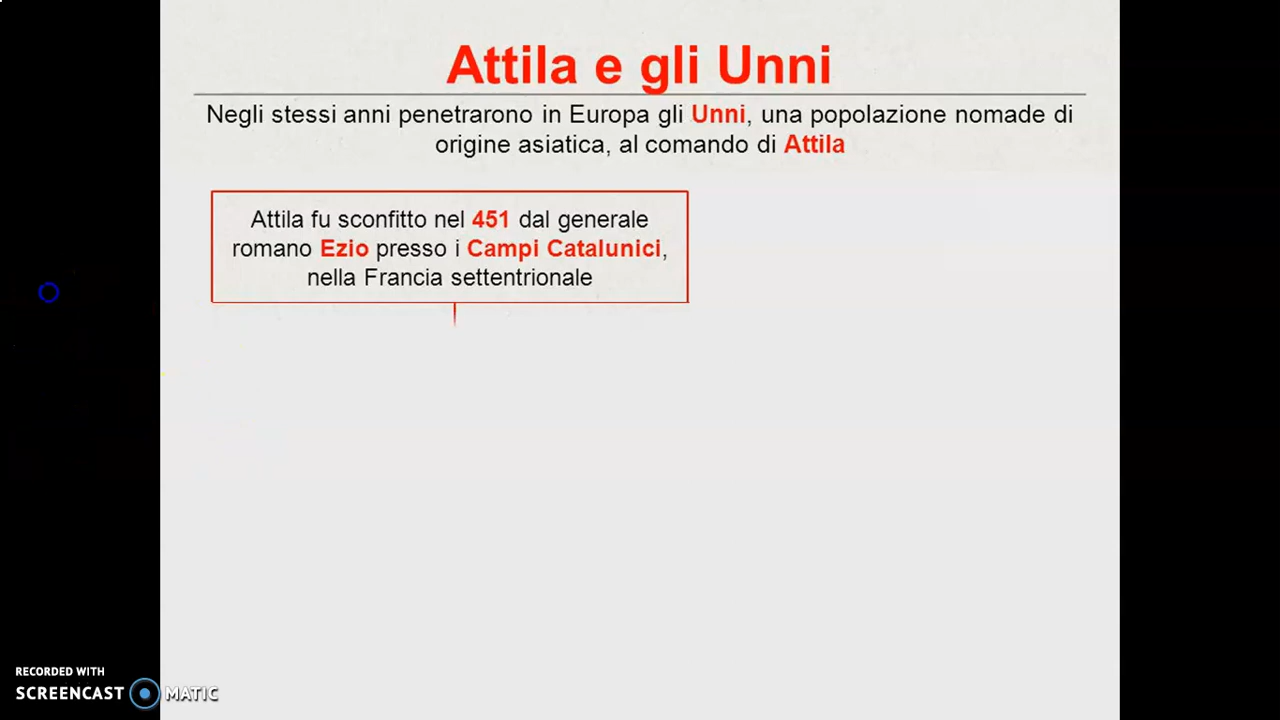 Attila e gli Unni
Negli stessi anni penetrarono in Europa gli Unni, una popolazione nomade di
origine asiatica, al comando di Attila
Attila fu sconfitto nel 451 dal generale
romano Ezio presso i Campi Catalunici,
nella Francia settentrionale
RECORDED WITH
SCREENCAST MATIC